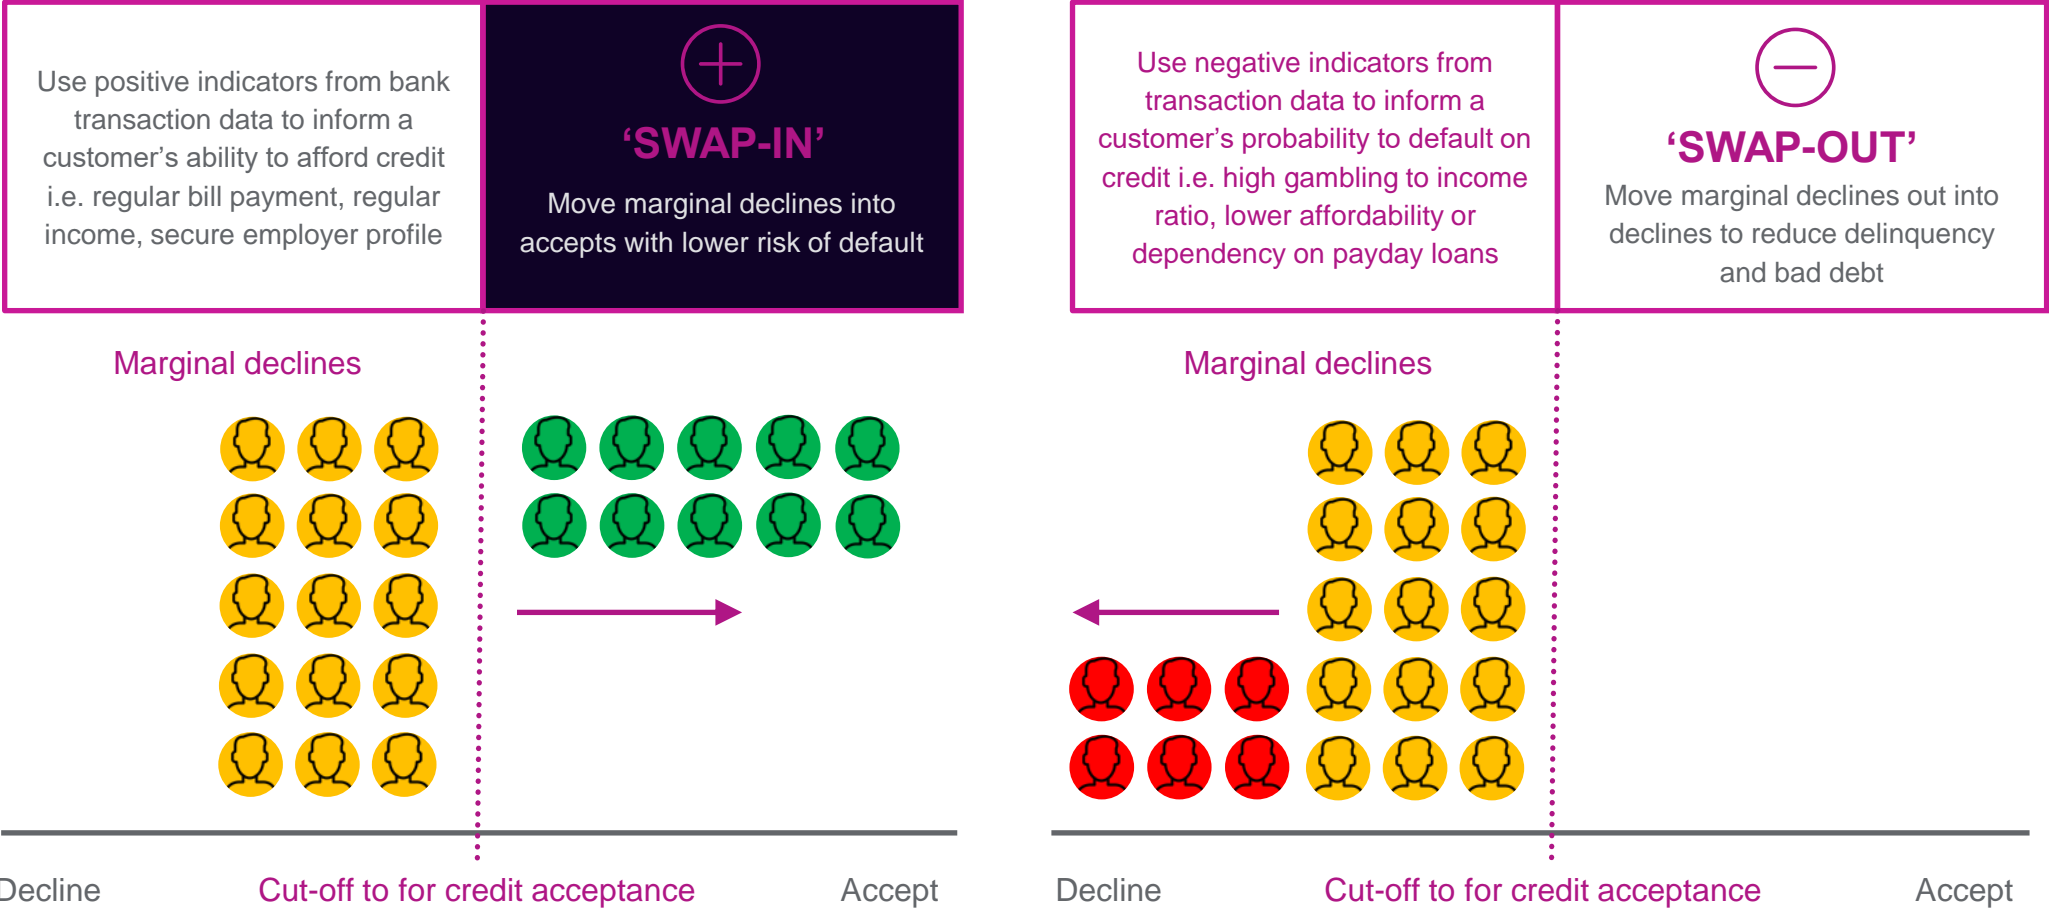 Use positive indicators from bank
transaction data to inform a
customer's ability to afford credit
i.e. regular bill payment, regular
income, secure employer profile
‘SWAP-IN’
Move marginal declines into
accepts with lower risk of default
Use negative indicators from
transaction data to inform a
customer's probability to default on
credit i.e. high gambling to income
ratio, lower affordability or
dependency on payday loans
‘SWAP-OUT’
Move marginal declines out into
declines to reduce delinquency
and bad debt
Marginal declines
Marginal declines
Decline
Cut-off to for credit acceptance
Accept
Decline
Cut-off to for credit acceptance
Accept